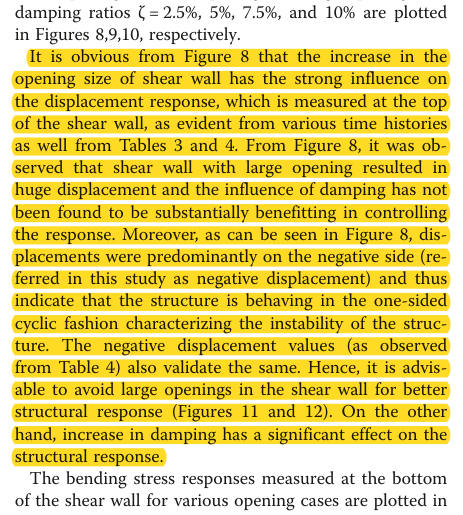 damping ratios ζ = 2.5%, 5%, 7.5%, and 10% are plotted
in Figures 8,9,10, respectively.
It is obvious from Figure 8 that the increase in the
opening size of shear wall has the strong influence on
the displacement response, which is measured at the top
of the shear wall, as evident from various time histories
as well from Tables 3 and 4. From Figure 8, it was ob-
served that shear wall with large opening resulted in
huge displacement and the influence of damping has not
been found to be substantially benefitting in controlling
the response. Moreover, as can be seen in Figure 8, dis-
placements were predominantly on the negative side (re-
ferred in this study as negative displacement) and thus
indicate that the structure is behaving in the one-sided
cyclic fashion characterizing the instability of the struc-
ture. The negative displacement values (as observed
from Table 4) also validate the same. Hence, it is advis-
able to avoid large openings in the shear wall for better
structural response (Figures 11 and 12). On the other
hand, increase in damping has a significant effect on the
structural response.
The bending stress responses measured at the bottom
of the shear wall for various opening cases are plotted in